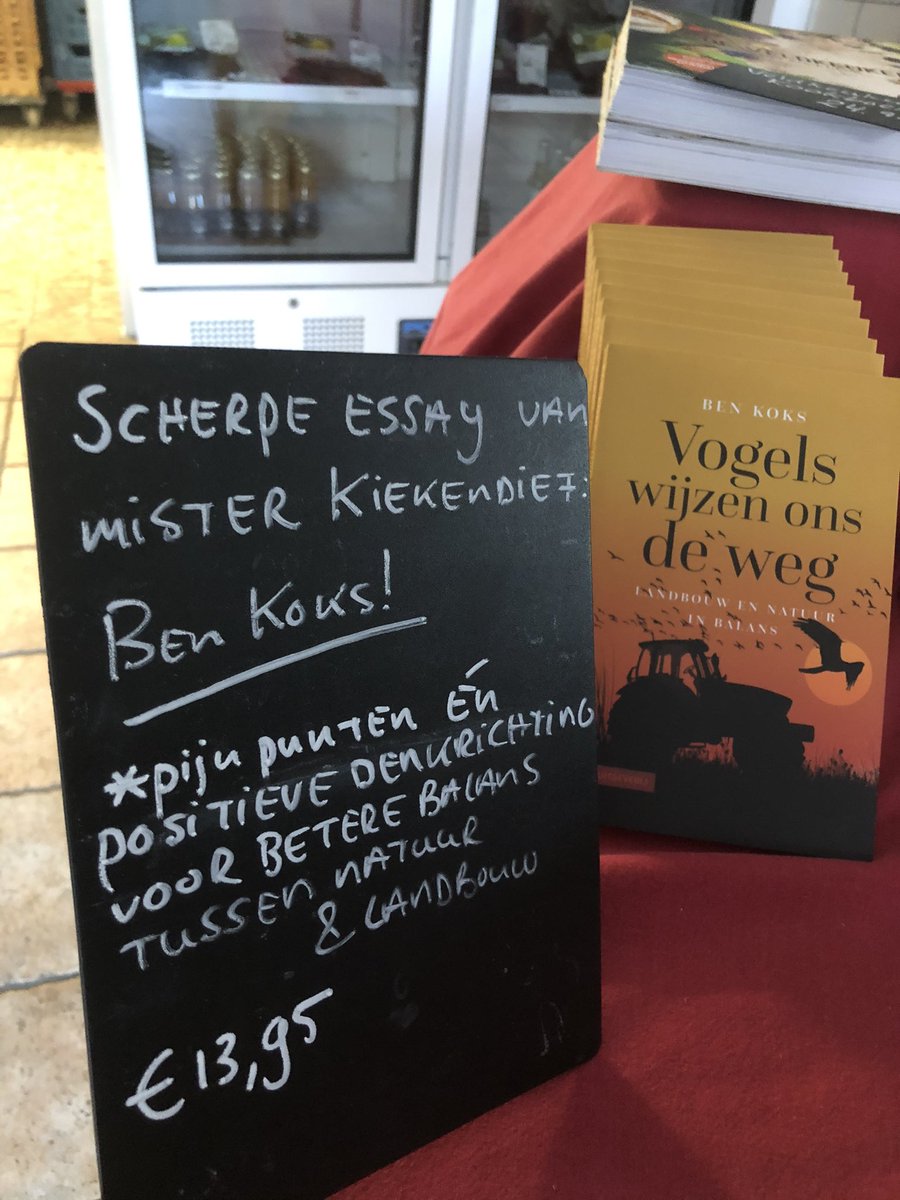 SCHERPE ESSAY VAN
MISTER KIEKENDIEF:
BEN KOKS!
*PIJN PUNTEN ÉN
POSITIEVE DENKRICHTING
VOOR BETERE BALANS
TUSSEN NATUUR
& LANDBOUW
€13,95
BEN KOKS
Vogels
wijzen ons
de weg
LANDBOUW EN NATUUR
IN BALANS